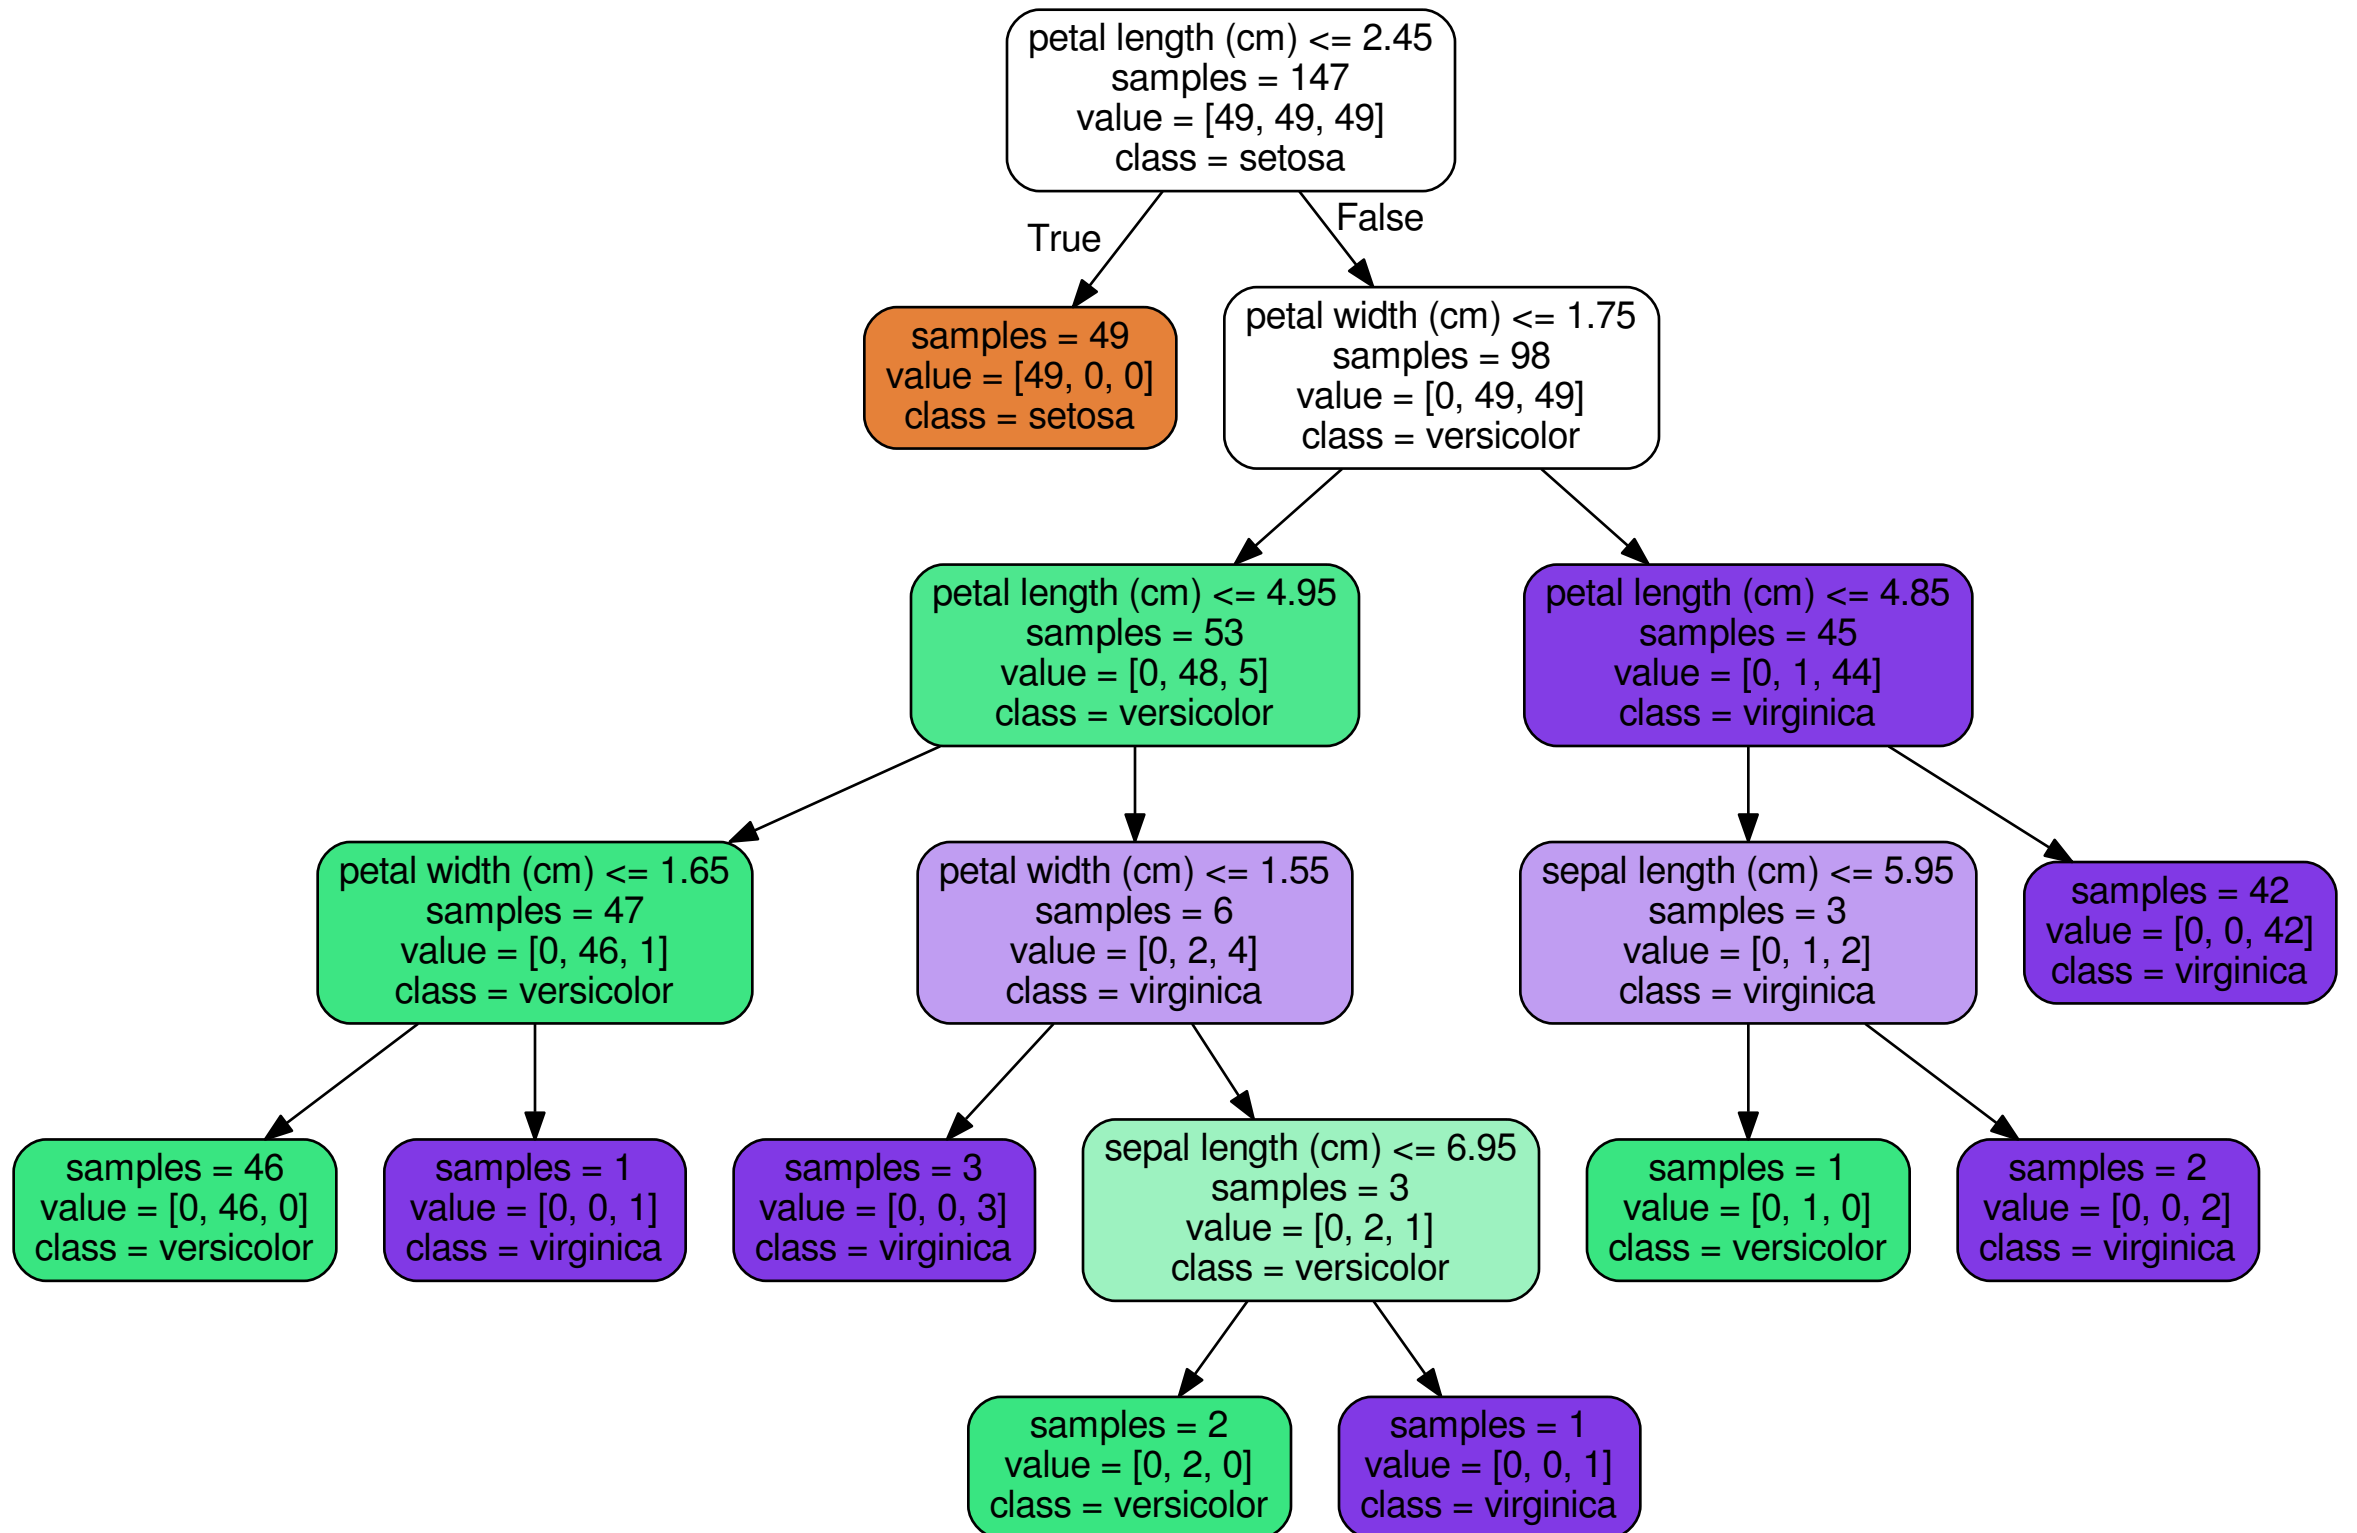 petal length (cm) <= 2.45
samples = 147
value = [49, 49, 49]
class = setosa
True
False
samples = 49
value = [49, 0, 0]
class = setosa
petal width (cm) <= 1.75
samples = 98
value = [0, 49, 49]
class = versicolor
petal length (cm) <= 4.95
samples = 53
value = [0, 48, 5]
class = versicolor
petal length (cm) <= 4.85
samples = 45
value = [0, 1, 44]
class = virginica
petal width (cm) <= 1.65
samples = 47
value = [0, 46, 1]
class = versicolor
petal width (cm) <= 1.55
samples = 6
value = [0, 2, 4]
class = virginica
sepal length (cm) <= 5.95
samples = 3
value = [0, 1, 2]
class = virginica
samples = 42
value = [0, 0, 42]
class = virginica
samples = 46
value = [0, 46, 0]
class = versicolor
samples = 1
value = [0, 0, 1]
class = virginica
samples = 3
value = [0, 0, 3]
class = virginica
sepal length (cm) <= 6.95
samples = 3
value = [0, 2, 1]
class = versicolor
samples = 1
value = [0, 1, 0]
class = versicolor
samples = 2
value = [0, 0, 2]
class = virginica
samples = 2
value = [0, 2, 0]
class = versicolor
samples = 1
value = [0, 0, 1]
class = virginica